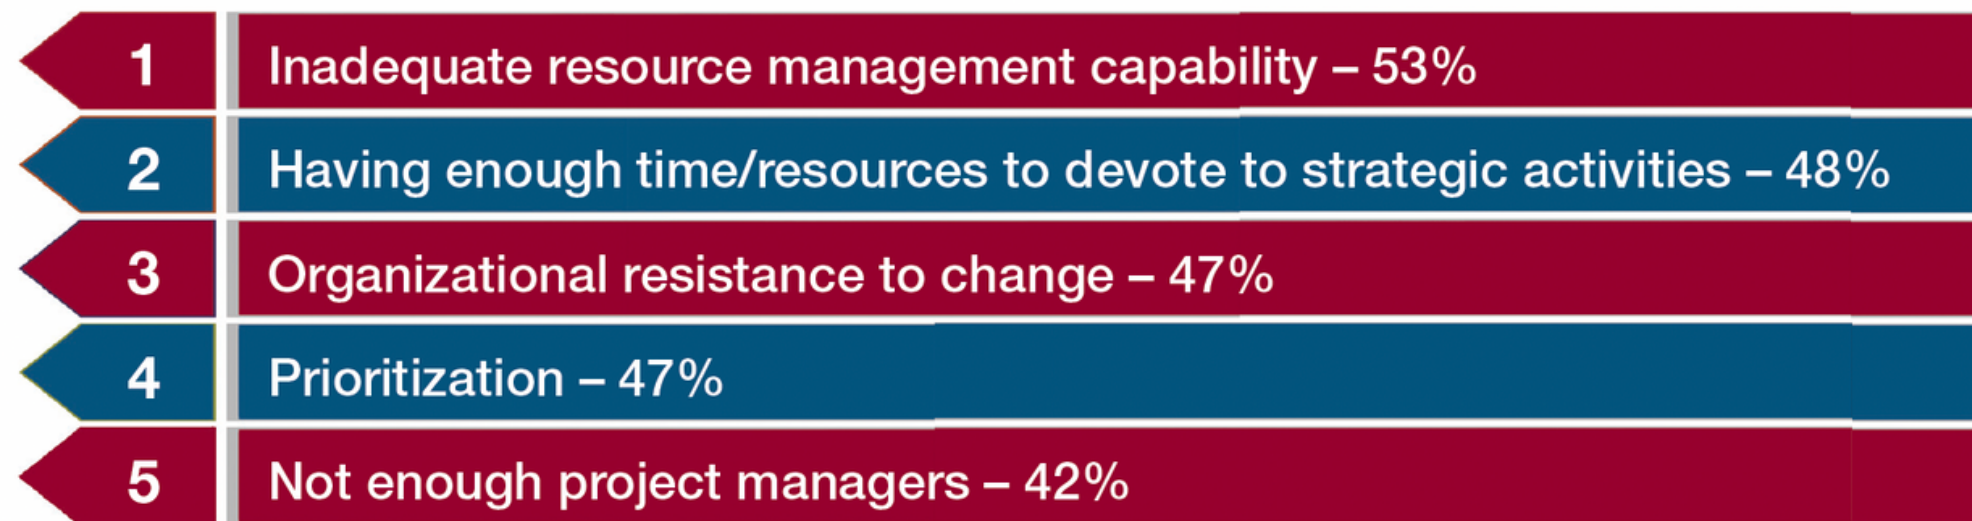 1 Inadequate resource management capability – 53%
2 Having enough time/resources to devote to strategic activities – 48%
3 Organizational resistance to change – 47%
4 Prioritization – 47%
5 Not enough project managers – 42%